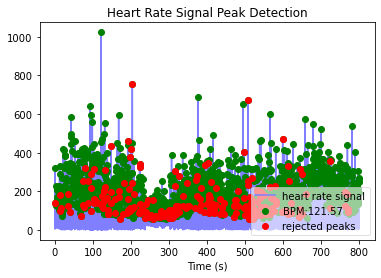 Heart Rate Signal Peak Detection
1000
800
600
400
200
0
0 100 200 300 400 500 600 700 800
Time (s)
heart rate signal
BPM:121.57
rejected peaks